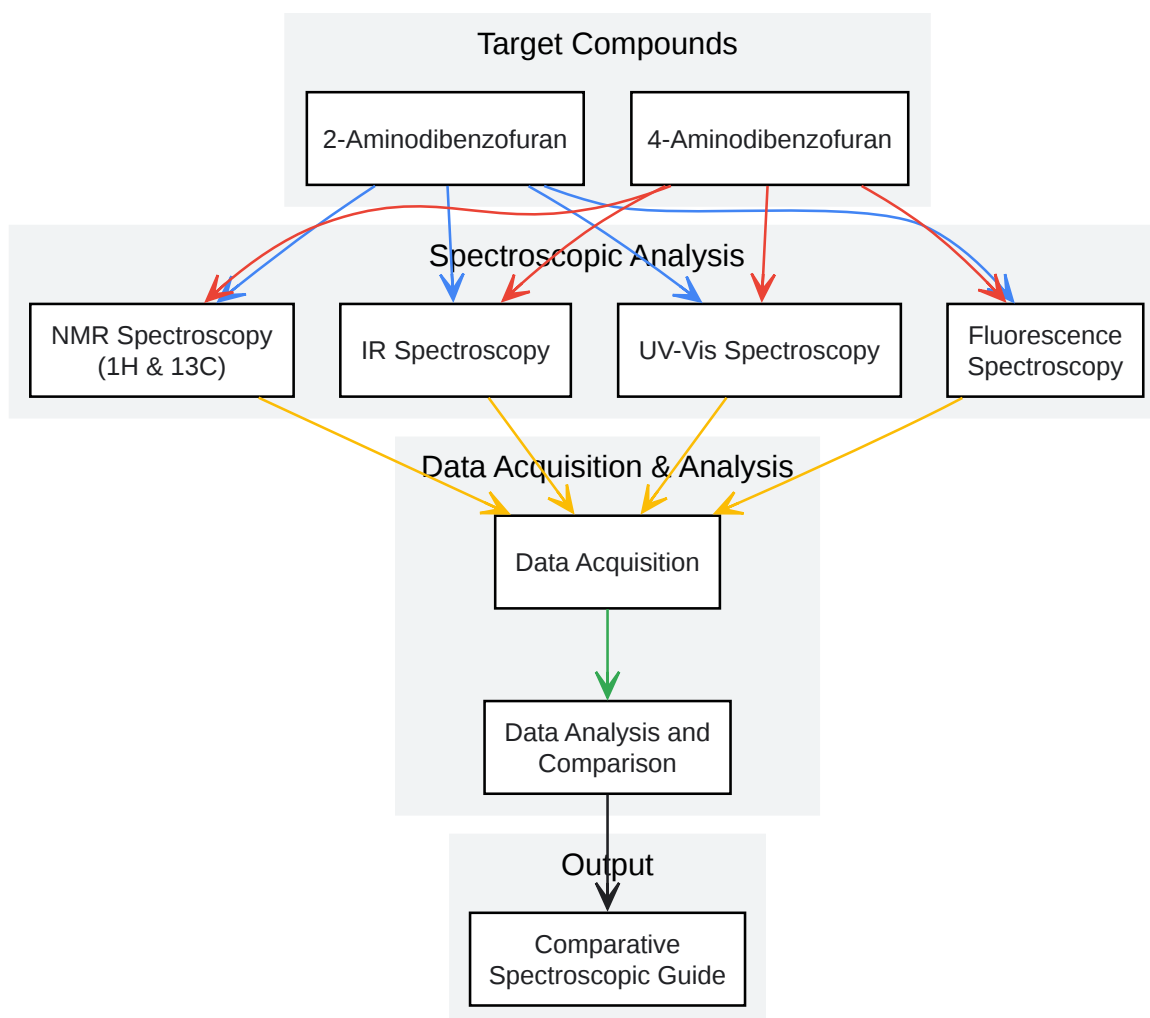 Target Compounds
2-Aminodibenzofuran
4-Aminodibenzofuran
Spectroscopic Analysis
NMR Spectroscopy
(1H & 13C)
IR Spectroscopy
UV-Vis Spectroscopy
Fluorescence
Spectroscopy
Data Acquisition & Analysis
Data Acquisition
Data Analysis and
Comparison
Output
Comparative
Spectroscopic Guide